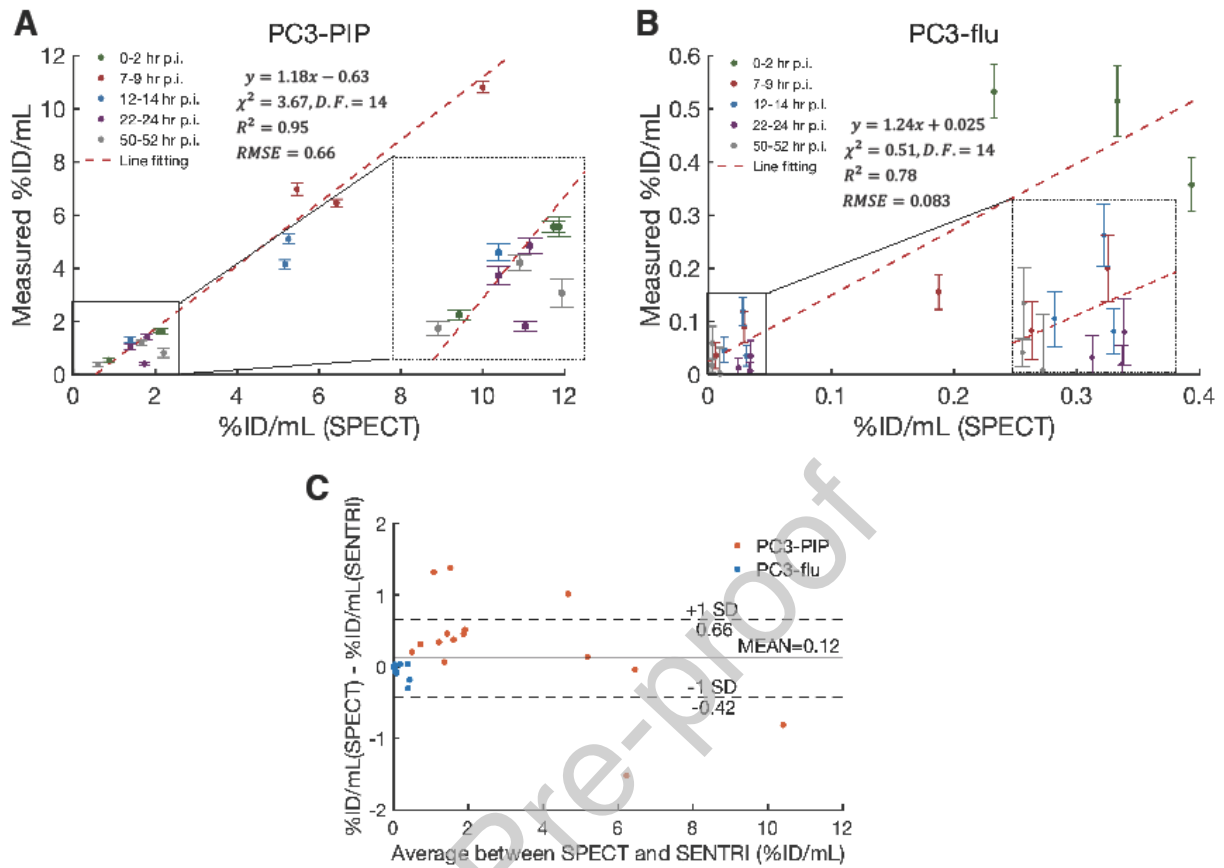 A
PC3-PIP
12
10
8
6
4
2
0
Measured %ID/mL
0-2 hr p.i.
7-9 hr p.i.
12-14 hr p.i.
22-24 hr p.i.
50-52 hr p.i.
Line fitting
y = 1.18x − 0.63
χ² = 3.67, D.F. = 14
R² = 0.95
RMSE = 0.66
0 2 4 6 8 10 12
%ID/mL (SPECT)
B
PC3-flu
0.6
0.5
0.4
0.3
0.2
0.1
0
Measured %ID/mL
0-2 hr p.i.
7-9 hr p.i.
12-14 hr p.i.
22-24 hr p.i.
50-52 hr p.i.
Line fitting
y = 1.24x + 0.025
χ² = 0.51, D.F. = 14
R² = 0.78
RMSE = 0.083
0 0.1 0.2 0.3 0.4
%ID/mL (SPECT)
C
%ID/mL(SPECT) - %ID/mL(SENTRI)
2
1
0
-1
-2
PC3-PIP
PC3-flu
+1 SD
0.66
MEAN=0.12
-1 SD
-0.42
0 2 4 6 8 10 12
Average between SPECT and SENTRI (%ID/mL)
Pre-proof